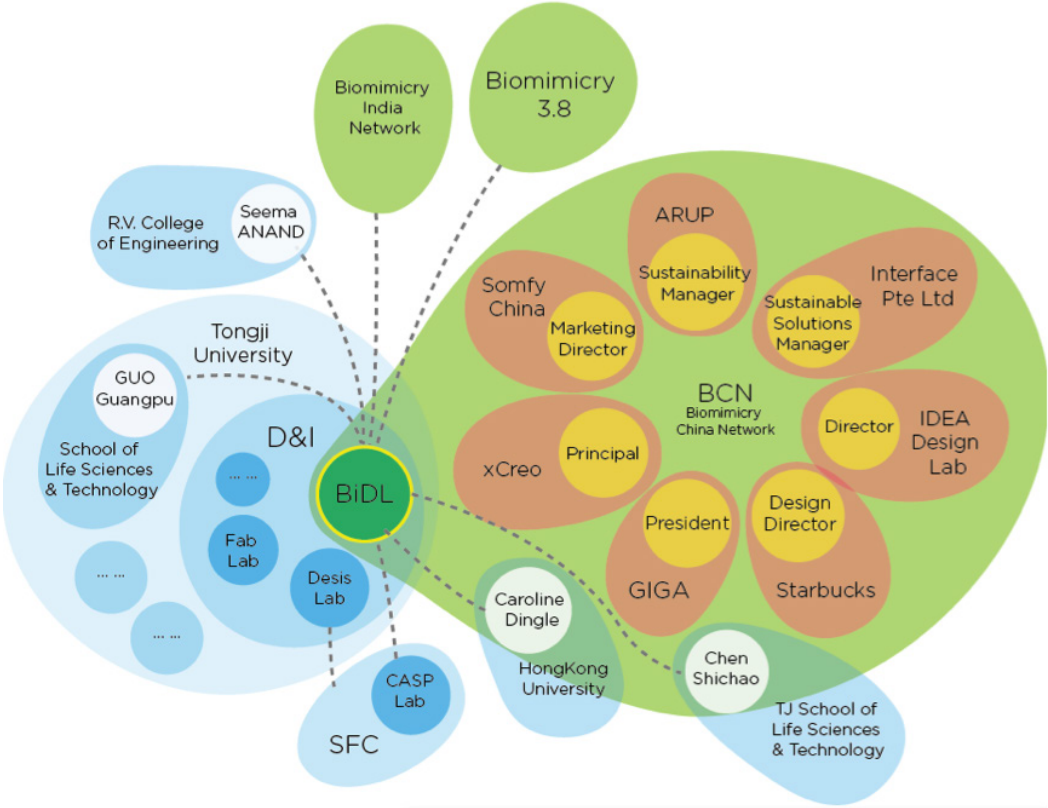 Biomimicry
India
Network
Biomimicry
3.8
R.V. College
of Engineering
Seema
ANAND
Tongji
University
GUO
Guangpu
School of
Life Sciences
& Technology
... ...
... ...
D&I
... ...
Fab
Lab
Desis
Lab
BiDL
SFC
CASP
Lab
ARUP
Sustainability
Manager
Somfy
China
Marketing
Director
Interface
Pte Ltd
Sustainable
Solutions
Manager
BCN
Biomimicry
China Network
xCreo
Principal
Director
IDEA
Design
Lab
President
GIGA
Design
Director
Starbucks
Caroline
Dingle
HongKong
University
Chen
Shichao
TJ School of
Life Sciences
& Technology